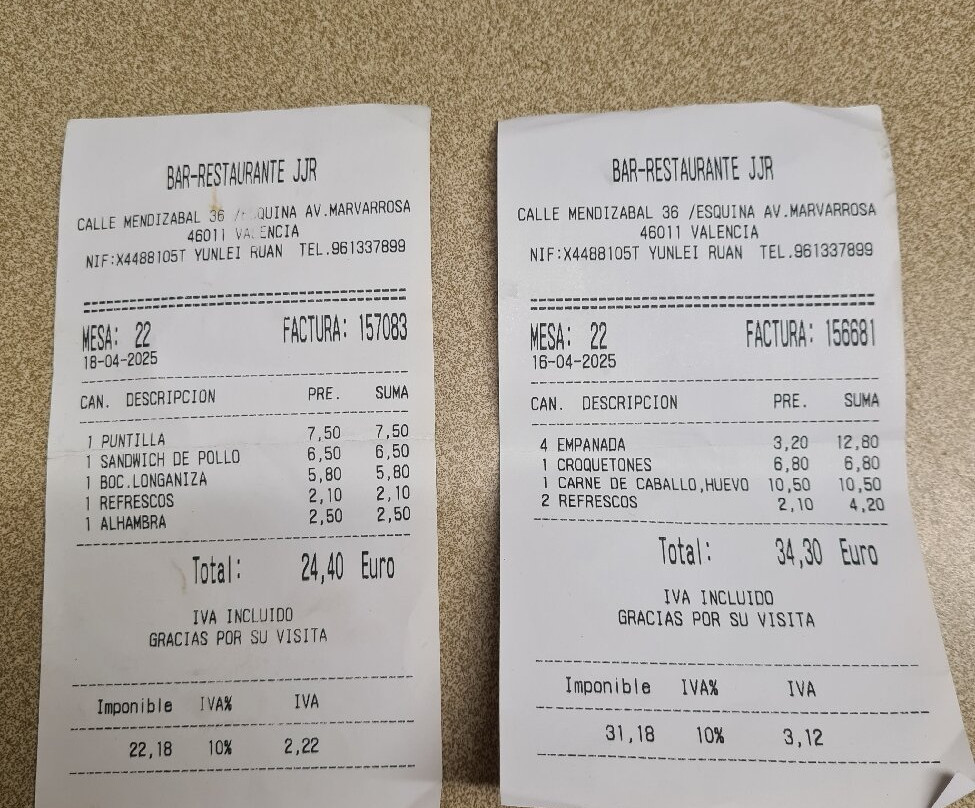 BAR-RESTAURANTE JJR
CALLE MENDIZABAL 36 / QUINA AV.MARVARROSA
46011 VALENCIA
NIF:X4488105T YUNLEI RUAN TEL.961337899
MESA: 22 FACTURA: 157083
18-04-2025
CAN. DESCRIPCION PRE. SUMA
1 PUNTILLA 7,50 7,50
1 SANDWICH DE POLLO 6,50 6,50
1 BOC.LONGANIZA 5,80 5,80
1 REFRESCOS 2,10 2,10
1 ALHAMBRA 2,50 2,50
Total: 24,40 Euro
IVA INCLUIDO
GRACIAS POR SU VISITA
Imponible IVA% IVA
22,18 10% 2,22
BAR-RESTAURANTE JJR
CALLE MENDIZABAL 36 /ESQUINA AV.MARVARROSA
46011 VALENCIA
NIF:X4488105T YUNLEI RUAN TEL.961337899
MESA: 22 FACTURA: 156681
16-04-2025
CAN. DESCRIPCION PRE. SUMA
4 EMPANADA 3,20 12,80
1 CROQUETONES 6,80 6,80
1 CARNE DE CABALLO,HUEVO 10,50 10,50
2 REFRESCOS 2,10 4,20
Total: 34,30 Euro
IVA INCLUIDO
GRACIAS POR SU VISITA
Imponible IVA% IVA
31,18 10% 3,12